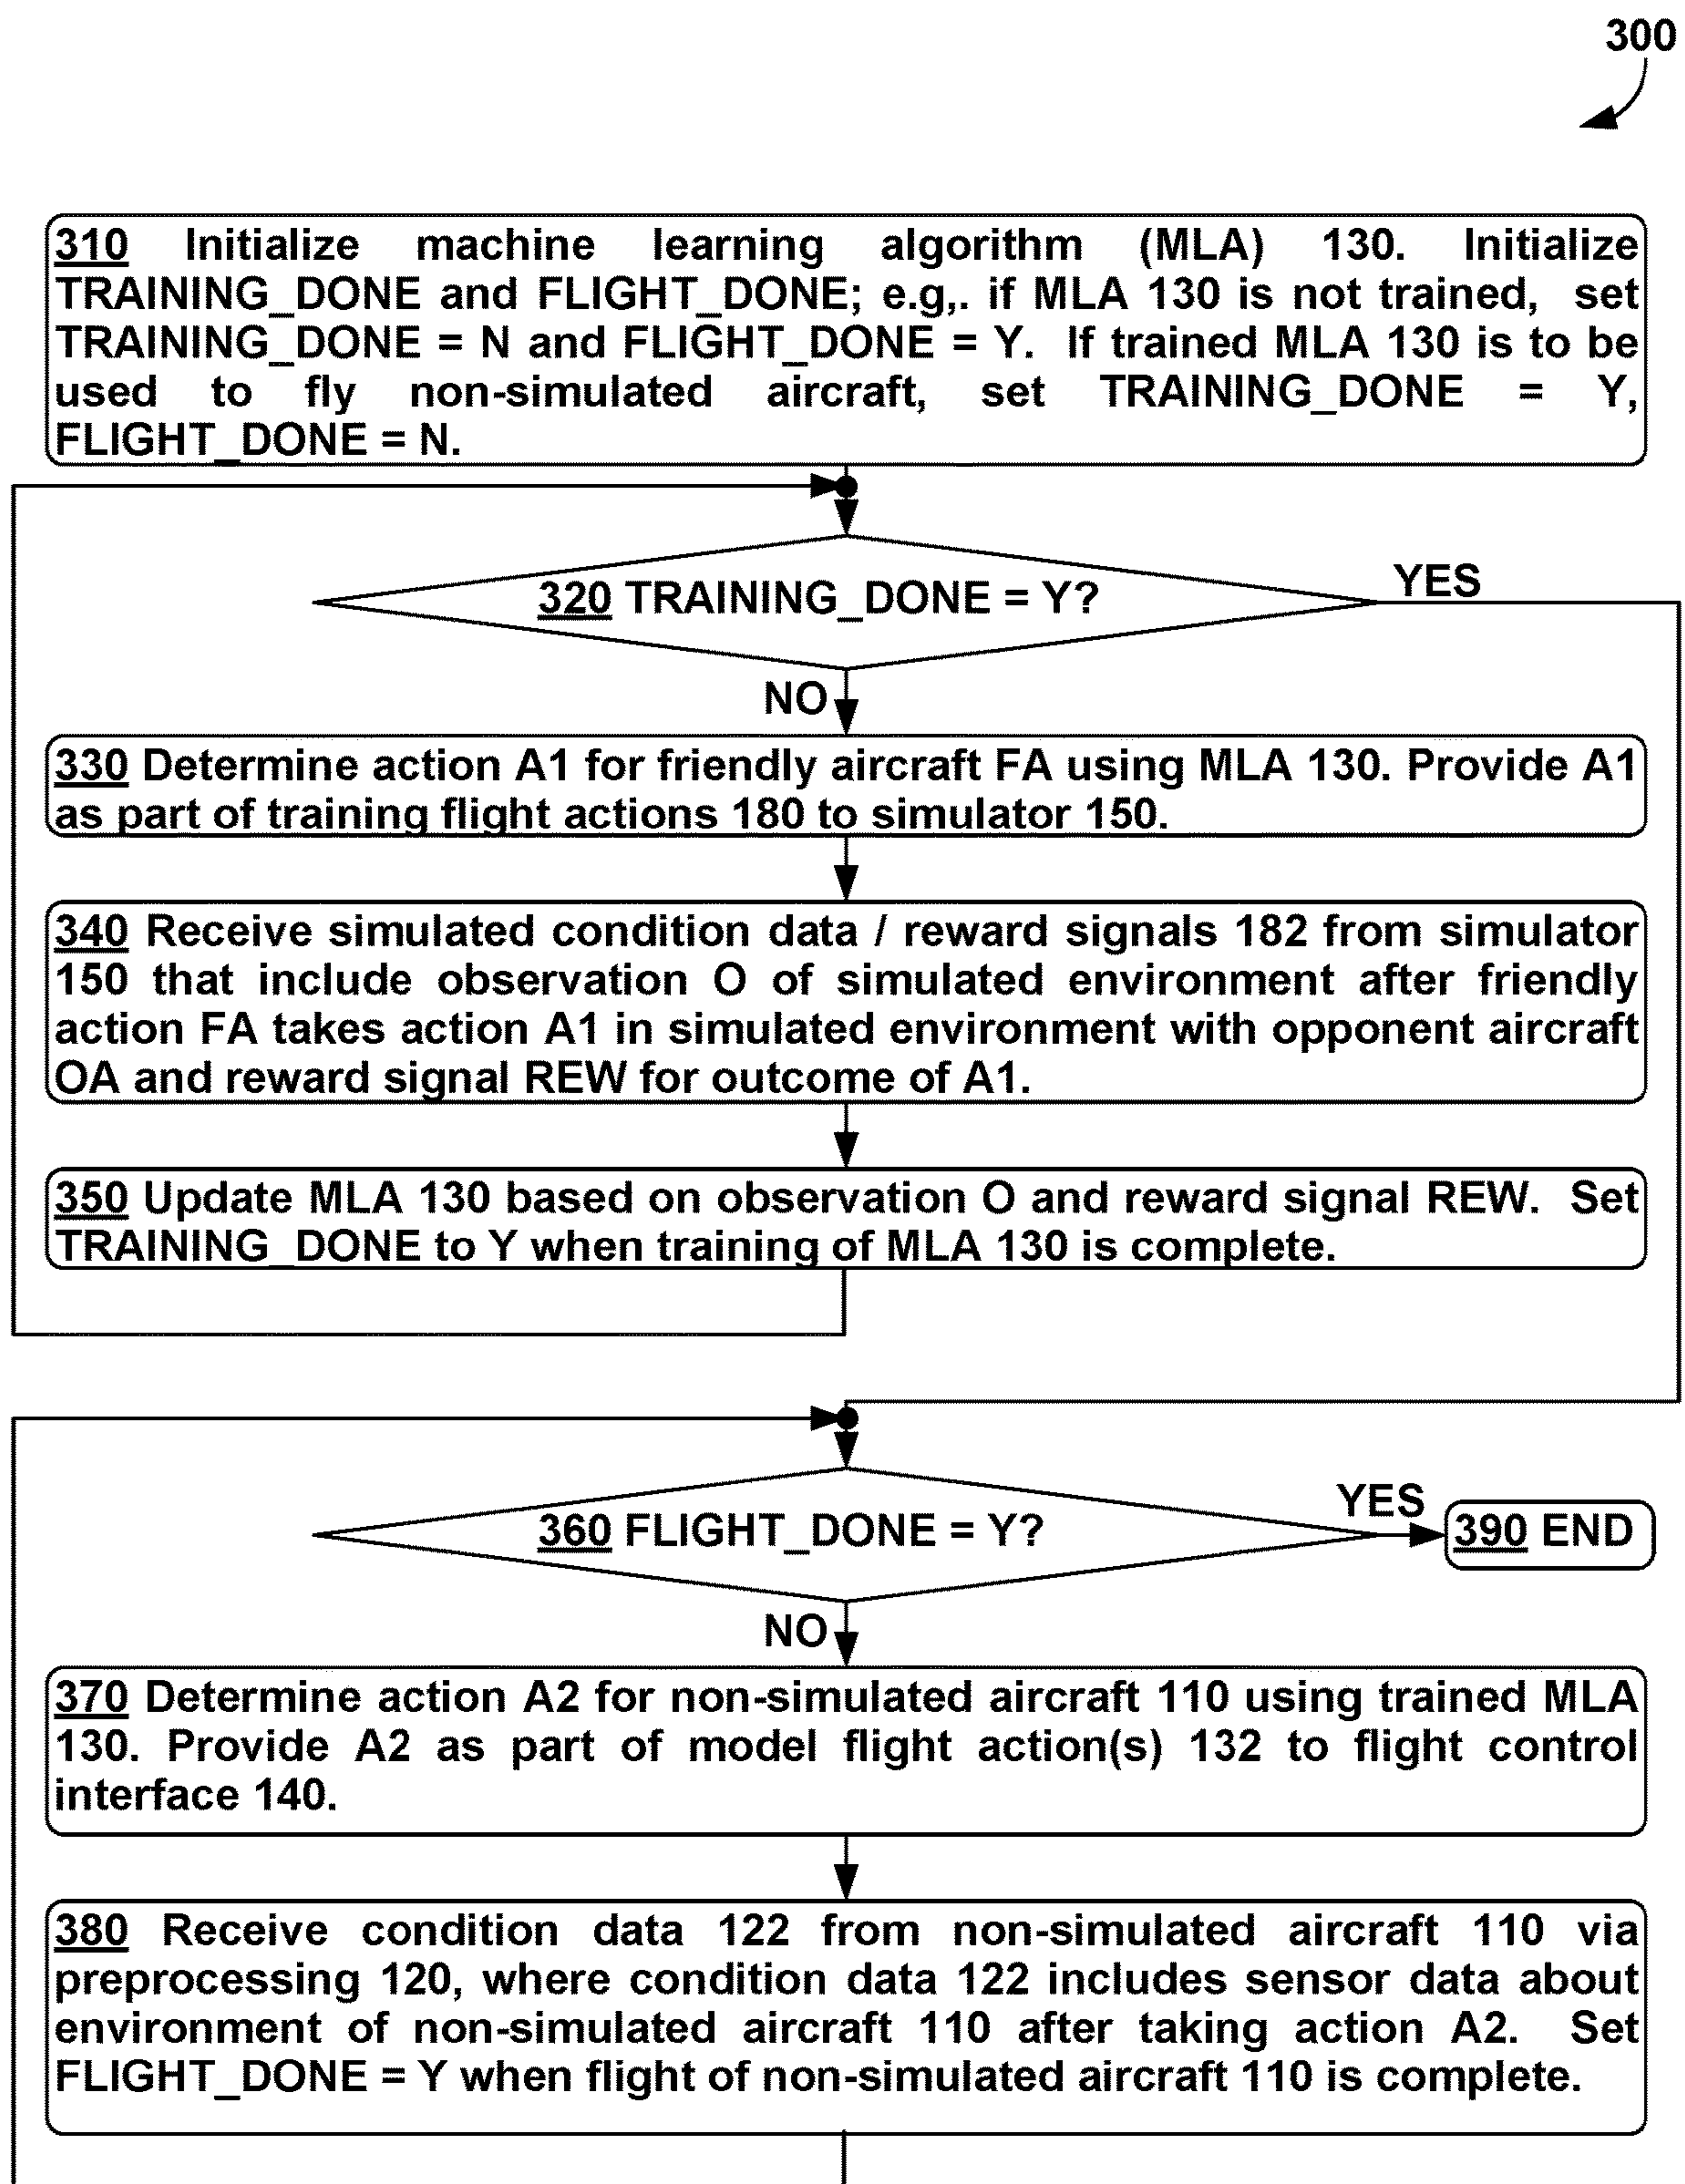 300
310 Initialize machine learning algorithm (MLA) 130. Initialize
TRAINING_DONE and FLIGHT_DONE; e.g,. if MLA 130 is not trained, set
TRAINING_DONE = N and FLIGHT_DONE = Y. If trained MLA 130 is to be
used to fly non-simulated aircraft, set TRAINING_DONE = Y,
FLIGHT_DONE = N.
320 TRAINING_DONE = Y?
YES
NO
330 Determine action A1 for friendly aircraft FA using MLA 130. Provide A1
as part of training flight actions 180 to simulator 150.
340 Receive simulated condition data / reward signals 182 from simulator
150 that include observation O of simulated environment after friendly
action FA takes action A1 in simulated environment with opponent aircraft
OA and reward signal REW for outcome of A1.
350 Update MLA 130 based on observation O and reward signal REW. Set
TRAINING_DONE to Y when training of MLA 130 is complete.
360 FLIGHT_DONE = Y?
YES
390 END
NO
370 Determine action A2 for non-simulated aircraft 110 using trained MLA
130. Provide A2 as part of model flight action(s) 132 to flight control
interface 140.
380 Receive condition data 122 from non-simulated aircraft 110 via
preprocessing 120, where condition data 122 includes sensor data about
environment of non-simulated aircraft 110 after taking action A2. Set
FLIGHT_DONE = Y when flight of non-simulated aircraft 110 is complete.